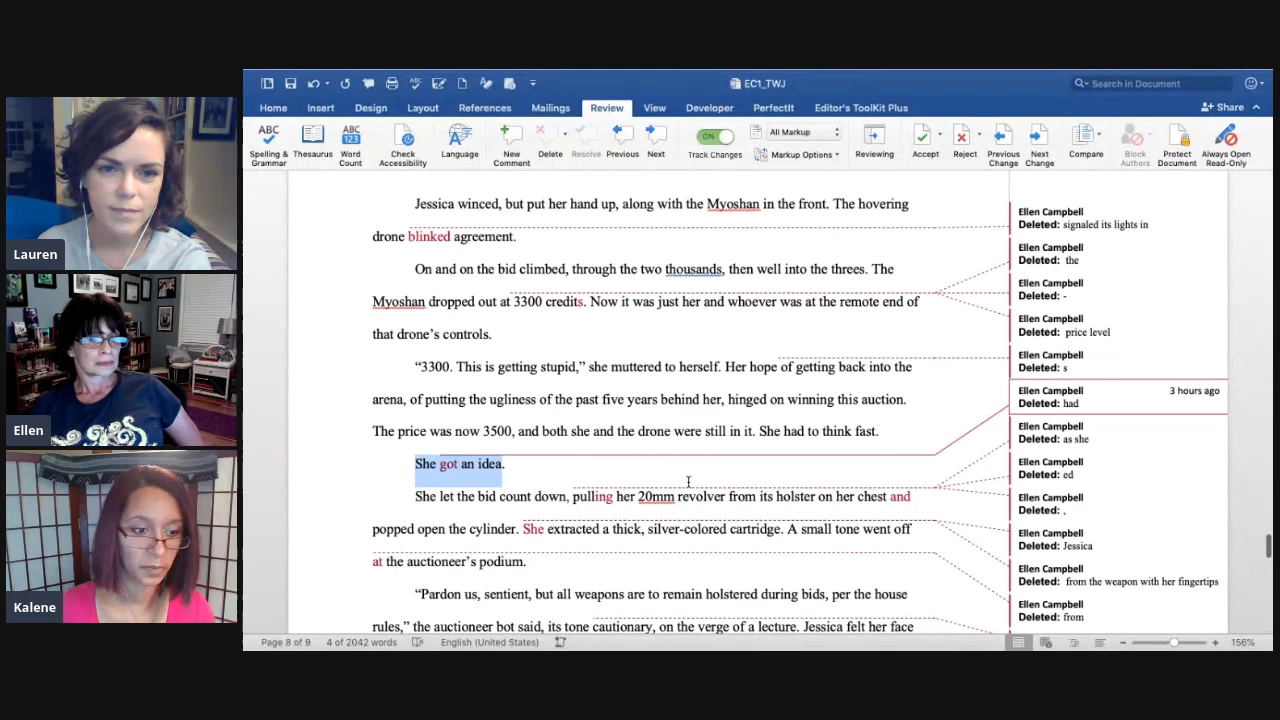 EC1_TWJ
Search in Document
Home Insert Design Layout References Mailings Review View Developer PerfectIt Editor's ToolKit Plus
Share
ABC
Spelling &
Grammar
Thesaurus
ABC
123
Word
Count
Check
Accessibility
Language
New
Comment
Delete
Resolve
Previous
Next
ON
Track Changes
All Markup
Markup Options
Reviewing
Accept
Reject
Previous
Change
Next
Change
Compare
Block
Authors
Protect
Document
Always Open
Read-Only
Jessica winced, but put her hand up, along with the Myoshan in the front. The hovering
drone blinked agreement.
On and on the bid climbed, through the two thousands, then well into the threes. The
Myoshan dropped out at 3300 credits. Now it was just her and whoever was at the remote end of
that drone’s controls.
“3300. This is getting stupid,” she muttered to herself. Her hope of getting back into the
arena, of putting the ugliness of the past five years behind her, hinged on winning this auction.
The price was now 3500, and both she and the drone were still in it. She had to think fast.
She got an idea.
She let the bid count down, pulling her 20mm revolver from its holster on her chest and
popped open the cylinder. She extracted a thick, silver-colored cartridge. A small tone went off
at the auctioneer’s podium.
“Pardon us, sentient, but all weapons are to remain holstered during bids, per the house
rules,” the auctioneer bot said, its tone cautionary, on the verge of a lecture. Jessica felt her face
Ellen Campbell
Deleted: signaled its lights in
Ellen Campbell
Deleted: the
Ellen Campbell
Deleted: -
Ellen Campbell
Deleted: price level
Ellen Campbell
Deleted: s
Ellen Campbell 3 hours ago
Deleted: had
Ellen Campbell
Deleted: as she
Ellen Campbell
Deleted: ed
Ellen Campbell
Deleted: ,
Ellen Campbell
Deleted: Jessica
Ellen Campbell
Deleted: from the weapon with her fingertips
Ellen Campbell
Deleted: from
Page 8 of 9 4 of 2042 words English (United States) 156%
Lauren
Ellen
Kalene